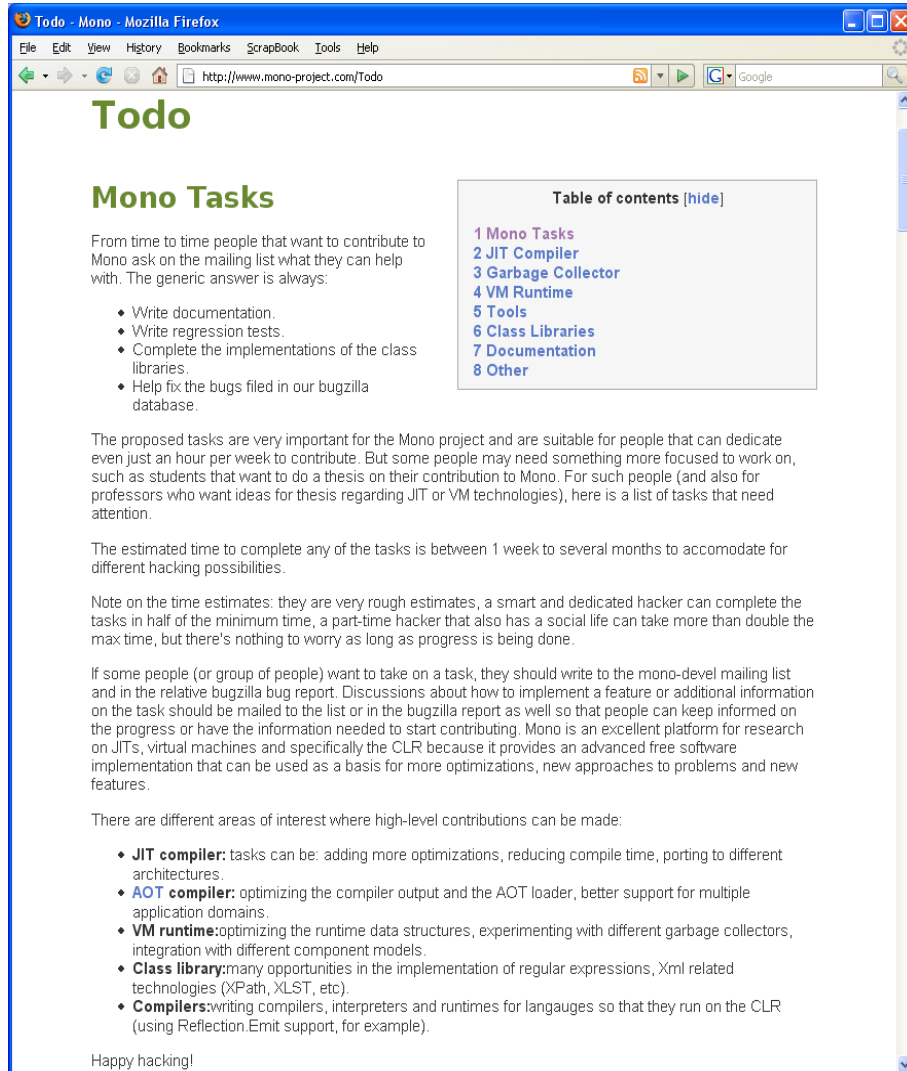 Todo - Mono - Mozilla Firefox
File Edit View History Bookmarks ScrapBook Tools Help
http://www.mono-project.com/Todo
G Google
Todo
Mono Tasks
From time to time people that want to contribute to
Mono ask on the mailing list what they can help
with. The generic answer is always:
Write documentation.
Write regression tests.
Complete the implementations of the class
libraries.
Help fix the bugs filed in our bugzilla
database.
Table of contents [hide]
1 Mono Tasks
2 JIT Compiler
3 Garbage Collector
4 VM Runtime
5 Tools
6 Class Libraries
7 Documentation
8 Other
The proposed tasks are very important for the Mono project and are suitable for people that can dedicate
even just an hour per week to contribute. But some people may need something more focused to work on,
such as students that want to do a thesis on their contribution to Mono. For such people (and also for
professors who want ideas for thesis regarding JIT or VM technologies), here is a list of tasks that need
attention.
The estimated time to complete any of the tasks is between 1 week to several months to accomodate for
different hacking possibilities.
Note on the time estimates: they are very rough estimates, a smart and dedicated hacker can complete the
tasks in half of the minimum time, a part-time hacker that also has a social life can take more than double the
max time, but there's nothing to worry as long as progress is being done.
If some people (or group of people) want to take on a task, they should write to the mono-devel mailing list
and in the relative bugzilla bug report. Discussions about how to implement a feature or additional information
on the task should be mailed to the list or in the bugzilla report as well so that people can keep informed on
the progress or have the information needed to start contributing. Mono is an excellent platform for research
on JITs, virtual machines and specifically the CLR because it provides an advanced free software
implementation that can be used as a basis for more optimizations, new approaches to problems and new
features.
There are different areas of interest where high-level contributions can be made:
JIT compiler: tasks can be: adding more optimizations, reducing compile time, porting to different
architectures.
AOT compiler: optimizing the compiler output and the AOT loader, better support for multiple
application domains.
VM runtime:optimizing the runtime data structures, experimenting with different garbage collectors,
integration with different component models.
Class library:many opportunities in the implementation of regular expressions, Xml related
technologies (XPath, XLST, etc).
Compilers:writing compilers, interpreters and runtimes for langauges so that they run on the CLR
(using Reflection.Emit support, for example).
Happy hacking!